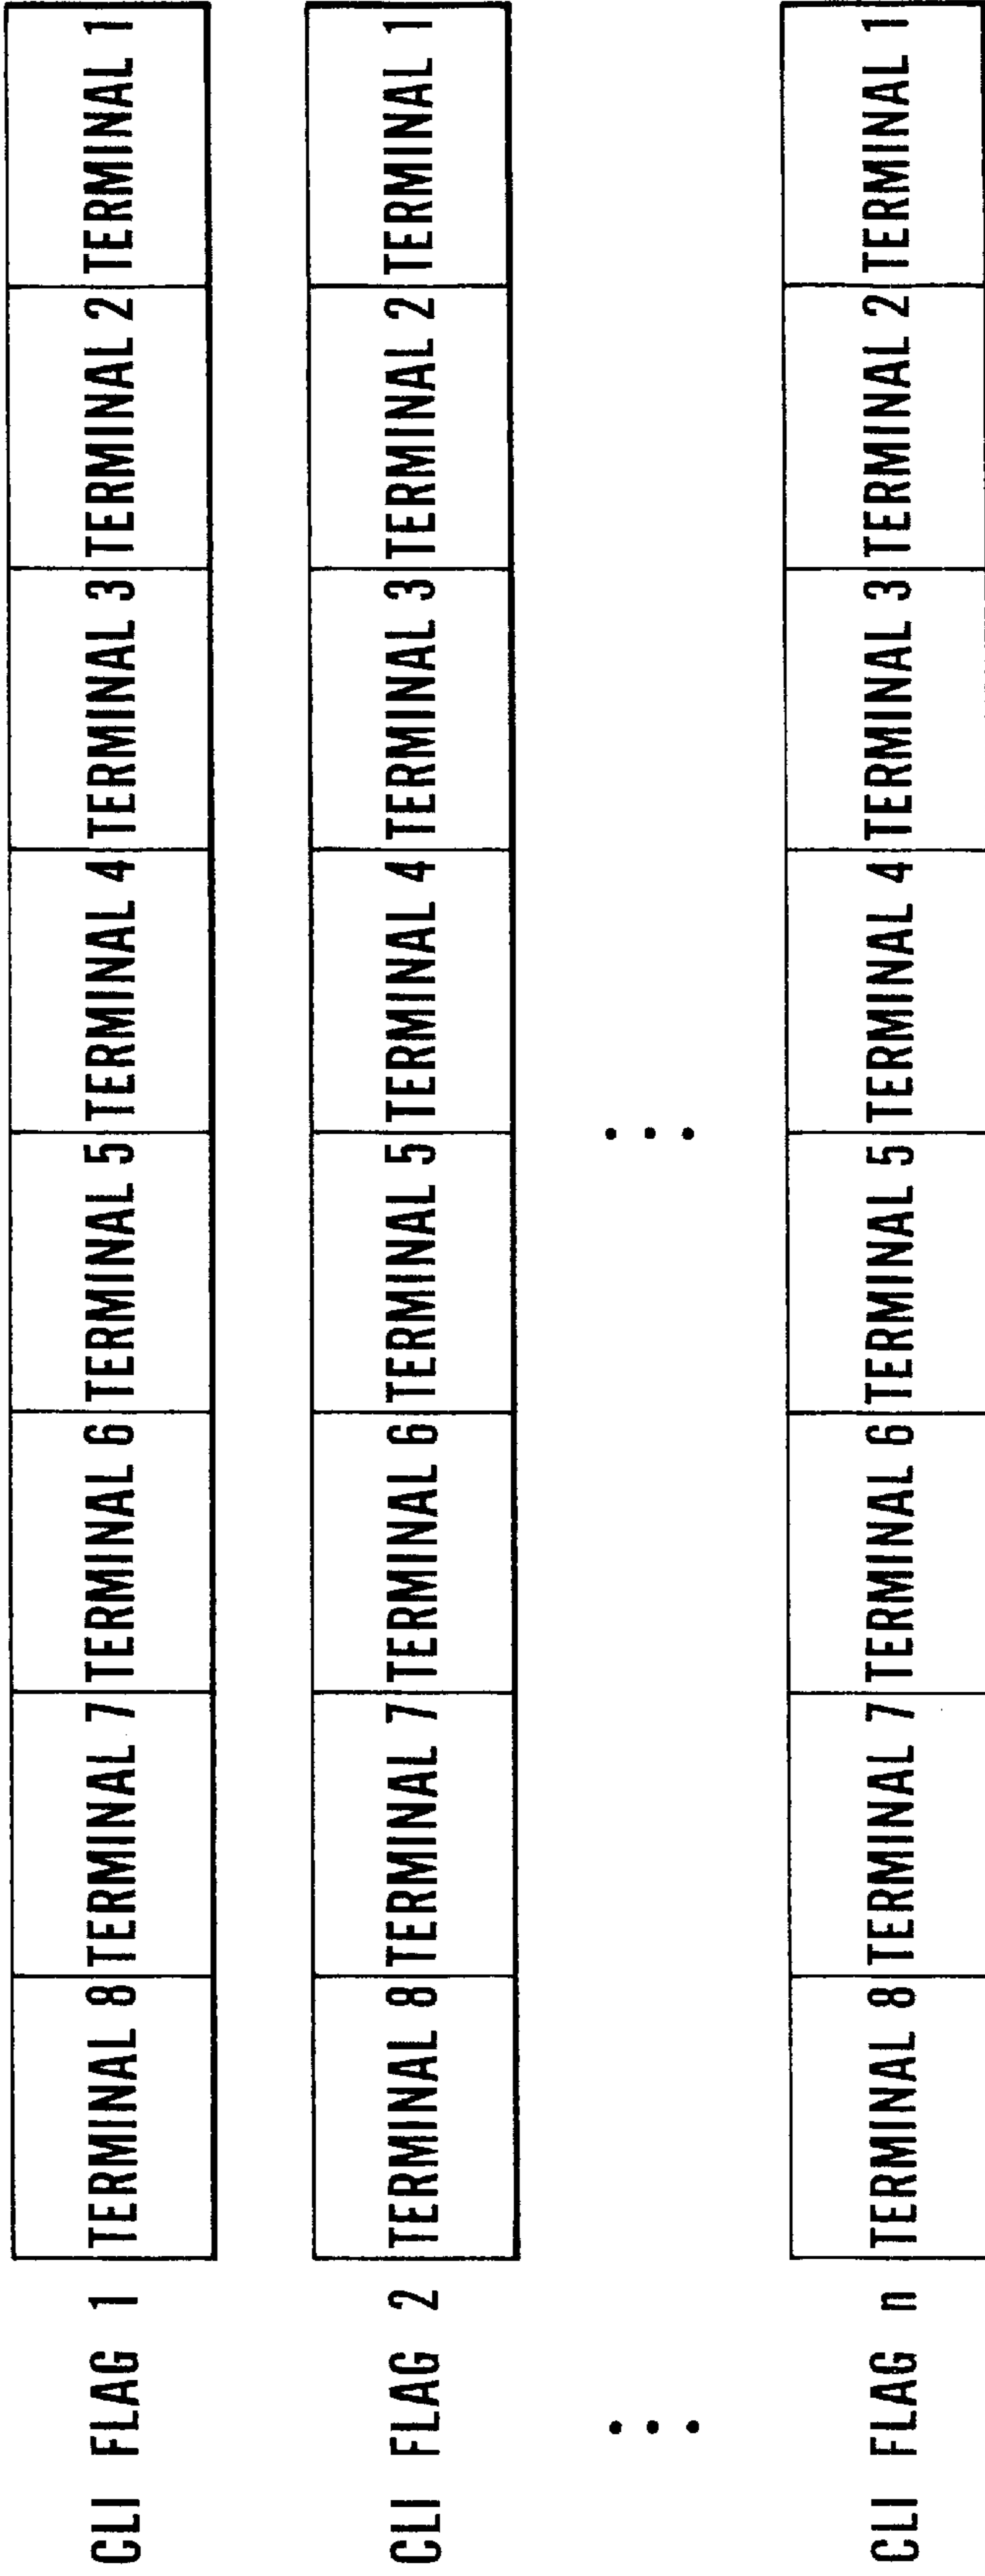 CLI FLAG 1 TERMINAL 8 TERMINAL 7 TERMINAL 6 TERMINAL 5 TERMINAL 4 TERMINAL 3 TERMINAL 2 TERMINAL 1
CLI FLAG 2 TERMINAL 8 TERMINAL 7 TERMINAL 6 TERMINAL 5 TERMINAL 4 TERMINAL 3 TERMINAL 2 TERMINAL 1
CLI FLAG n TERMINAL 8 TERMINAL 7 TERMINAL 6 TERMINAL 5 TERMINAL 4 TERMINAL 3 TERMINAL 2 TERMINAL 1